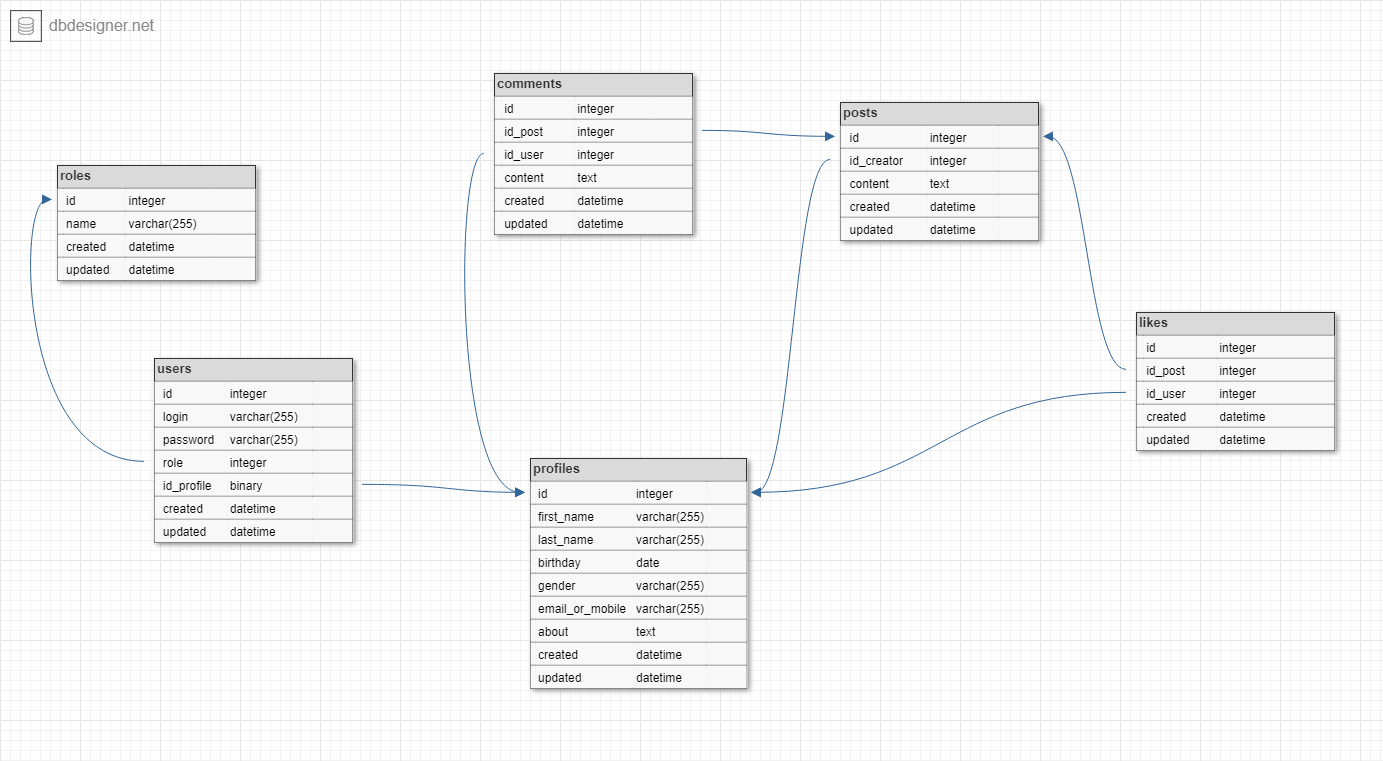 dbdesigner.net
comments
id integer
id_post integer
id_user integer
content text
created datetime
updated datetime
posts
id integer
id_creator integer
content text
created datetime
updated datetime
roles
id integer
name varchar(255)
created datetime
updated datetime
likes
id integer
id_post integer
id_user integer
created datetime
updated datetime
users
id integer
login varchar(255)
password varchar(255)
role integer
id_profile binary
created datetime
updated datetime
profiles
id integer
first_name varchar(255)
last_name varchar(255)
birthday date
gender varchar(255)
email_or_mobile varchar(255)
about text
created datetime
updated datetime